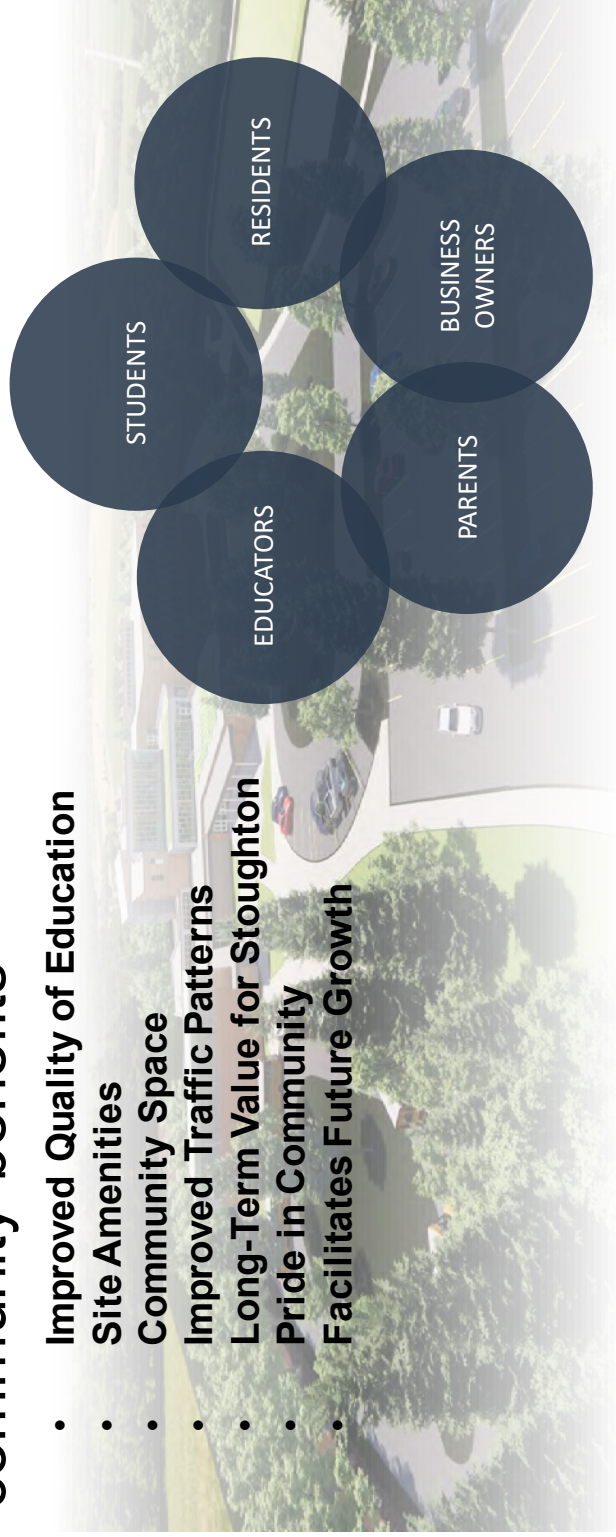 community benefits
• Improved Quality of Education
• Site Amenities
• Community Space
• Improved Traffic Patterns
• Long-Term Value for Stoughton
• Pride in Community
• Facilitates Future Growth
STUDENTS
EDUCATORS
RESIDENTS
PARENTS
BUSINESS
OWNERS